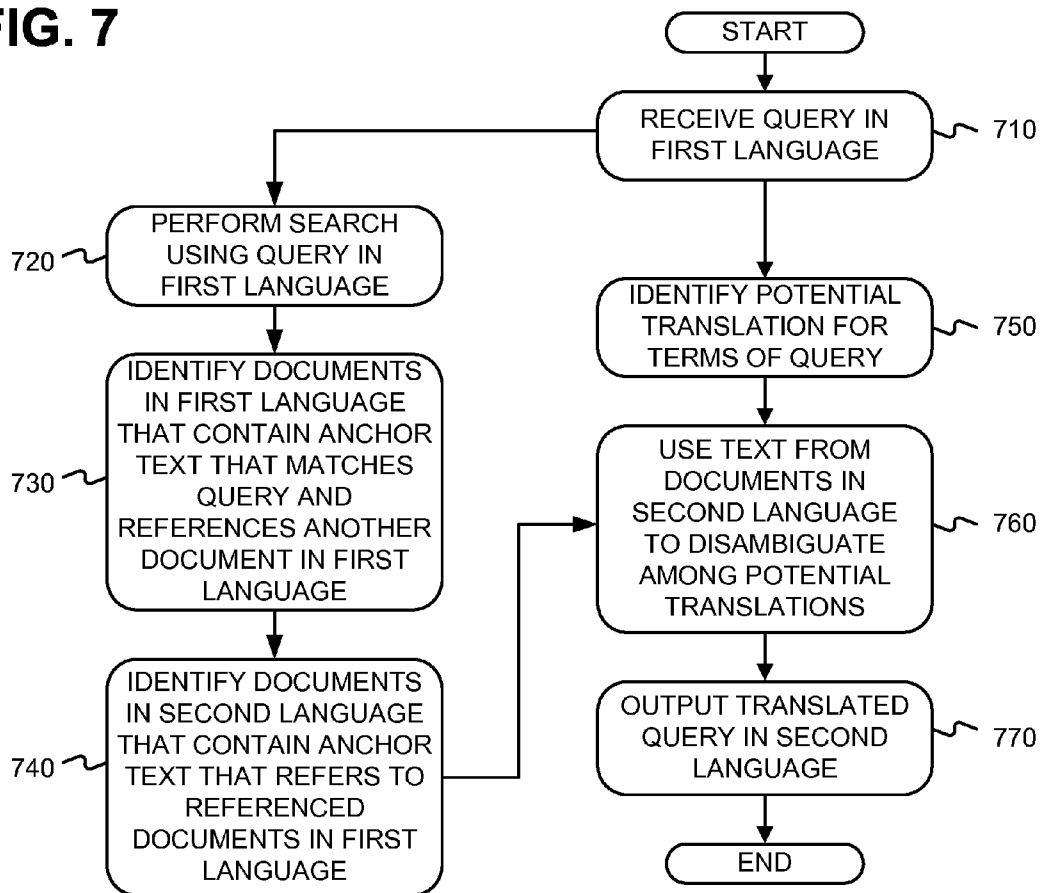 FIG. 7
START
RECEIVE QUERY IN
FIRST LANGUAGE
710
PERFORM SEARCH
USING QUERY IN
FIRST LANGUAGE
720
IDENTIFY DOCUMENTS
IN FIRST LANGUAGE
THAT CONTAIN ANCHOR
TEXT THAT MATCHES
QUERY AND
REFERENCES ANOTHER
DOCUMENT IN FIRST
LANGUAGE
730
IDENTIFY DOCUMENTS
IN SECOND LANGUAGE
THAT CONTAIN ANCHOR
TEXT THAT REFERS TO
REFERENCED
DOCUMENTS IN FIRST
LANGUAGE
740
IDENTIFY POTENTIAL
TRANSLATION FOR
TERMS OF QUERY
750
USE TEXT FROM
DOCUMENTS IN
SECOND LANGUAGE
TO DISAMBIGUATE
AMONG POTENTIAL
TRANSLATIONS
760
OUTPUT TRANSLATED
QUERY IN SECOND
LANGUAGE
770
END